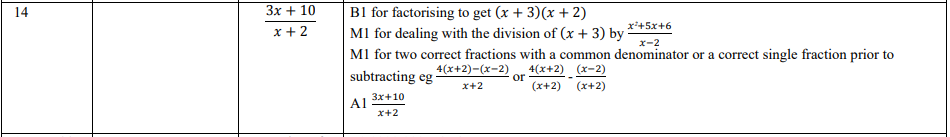 14
3x + 10
x + 2
B1 for factorising to get (x + 3)(x + 2)
M1 for dealing with the division of (x + 3) by x²+5x+6 / x−2
M1 for two correct fractions with a common denominator or a correct single fraction prior to
subtracting eg 4(x+2)−(x−2) / x+2 or 4(x+2) / (x+2) - (x−2) / (x+2)
A1 3x+10 / x+2